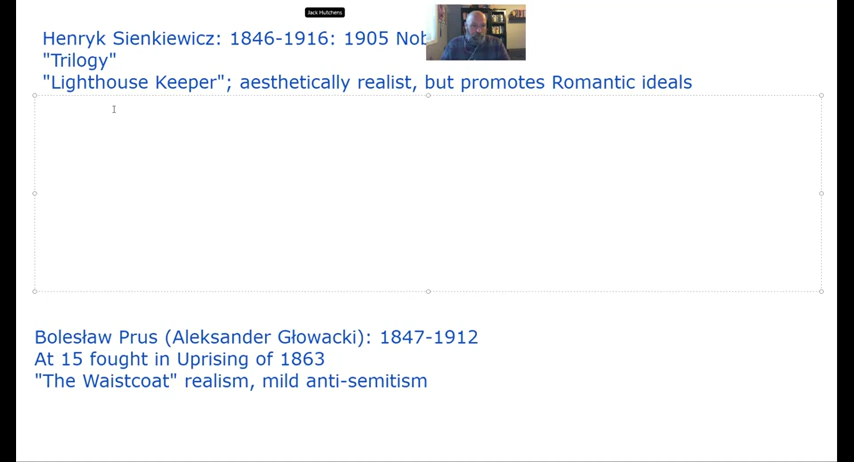 Jack Hutchens
Henryk Sienkiewicz: 1846-1916: 1905 Nob
"Trilogy"
"Lighthouse Keeper"; aesthetically realist, but promotes Romantic ideals
Bolesław Prus (Aleksander Głowacki): 1847-1912
At 15 fought in Uprising of 1863
"The Waistcoat" realism, mild anti-semitism